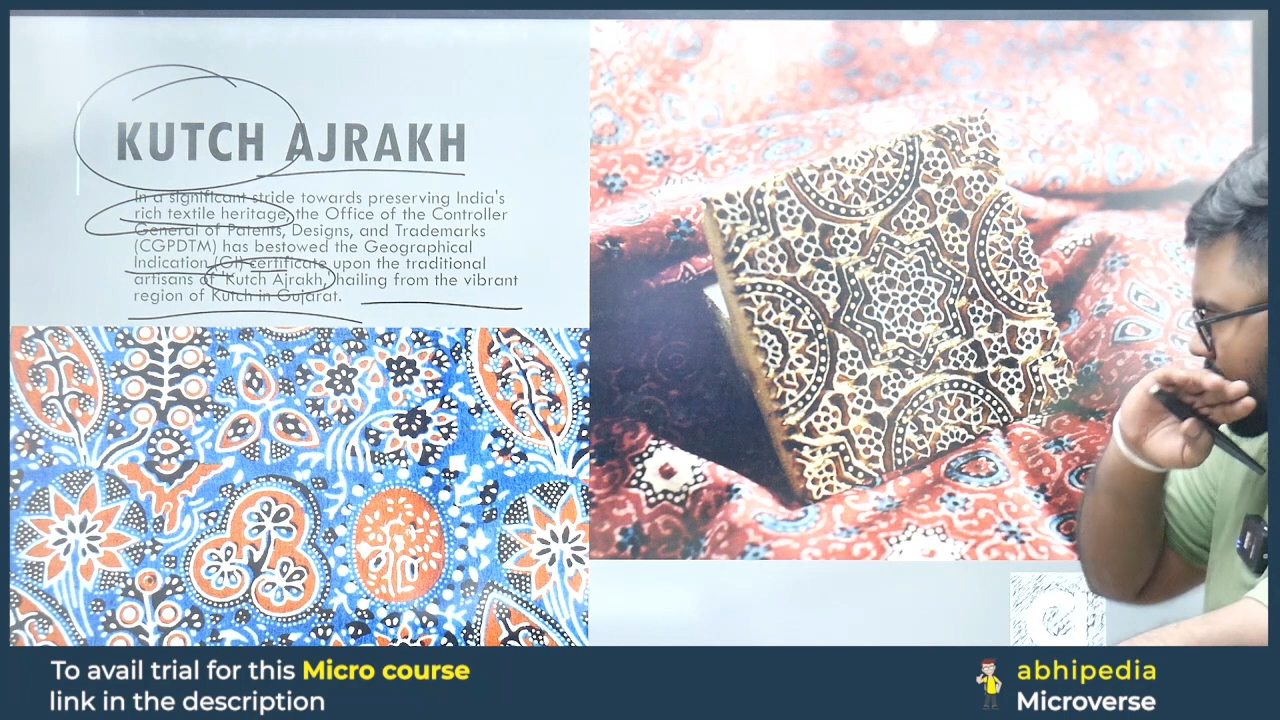 KUTCH AJRAKH
In a significant stride towards preserving India's
rich textile heritage, the Office of the Controller
General of Patents, Designs, and Trademarks
(CGPDTM) has bestowed the Geographical
Indication (GI) certificate upon the traditional
artisans of 'Kutch Ajrakh, hailing from the vibrant
region of Kutch in Gujarat.
To avail trial for this Micro course
link in the description
abhipedia
Microverse